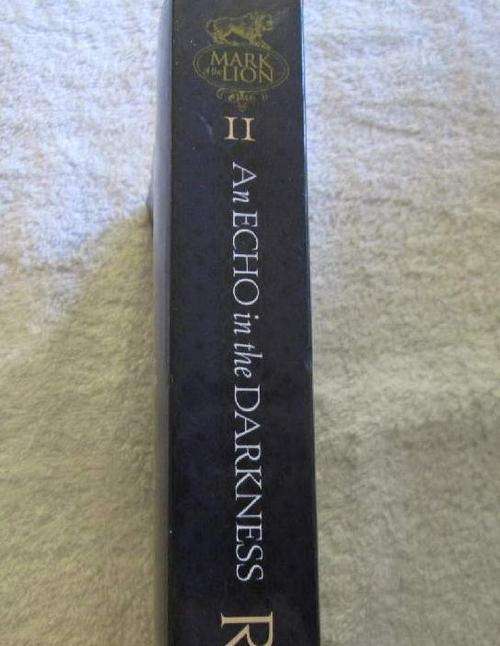 MARK
of the LION
II
An ECHO in the DARKNESS
R